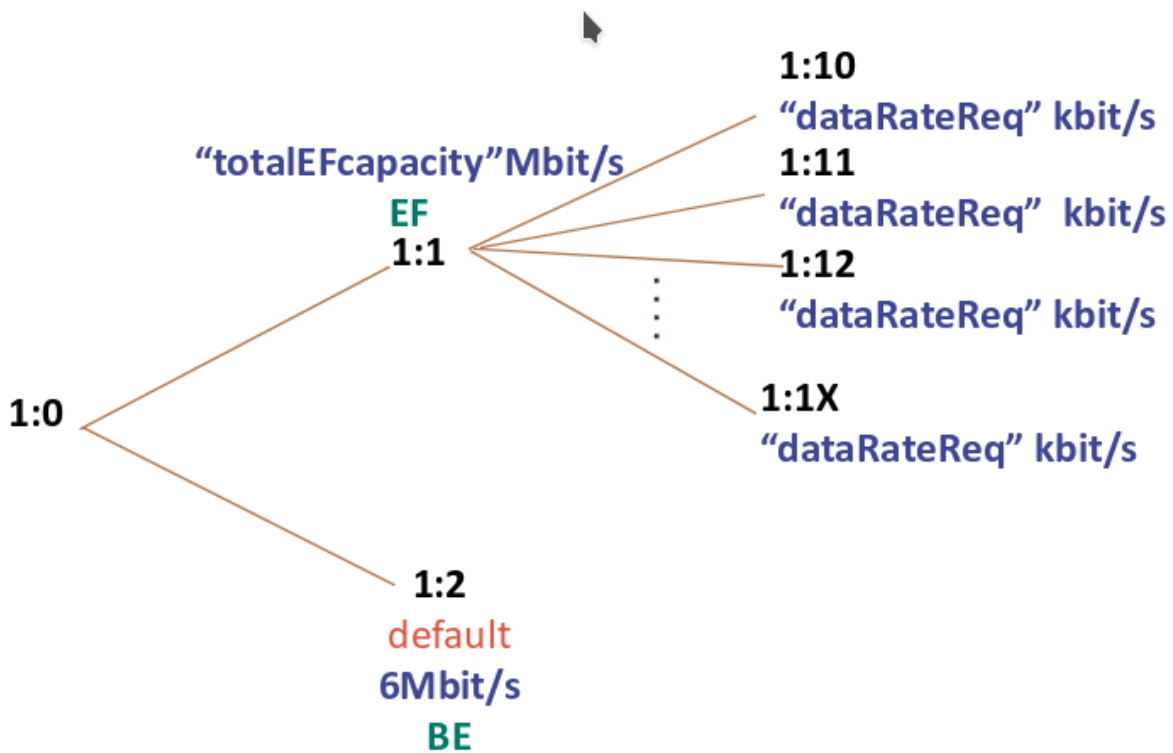 1:10
“dataRateReq” kbit/s
“totalEFcapacity”Mbit/s
1:11
EF
“dataRateReq”  kbit/s
1:1
1:12
“dataRateReq” kbit/s
1:0
1:1X
“dataRateReq” kbit/s
1:2
default
6Mbit/s
BE